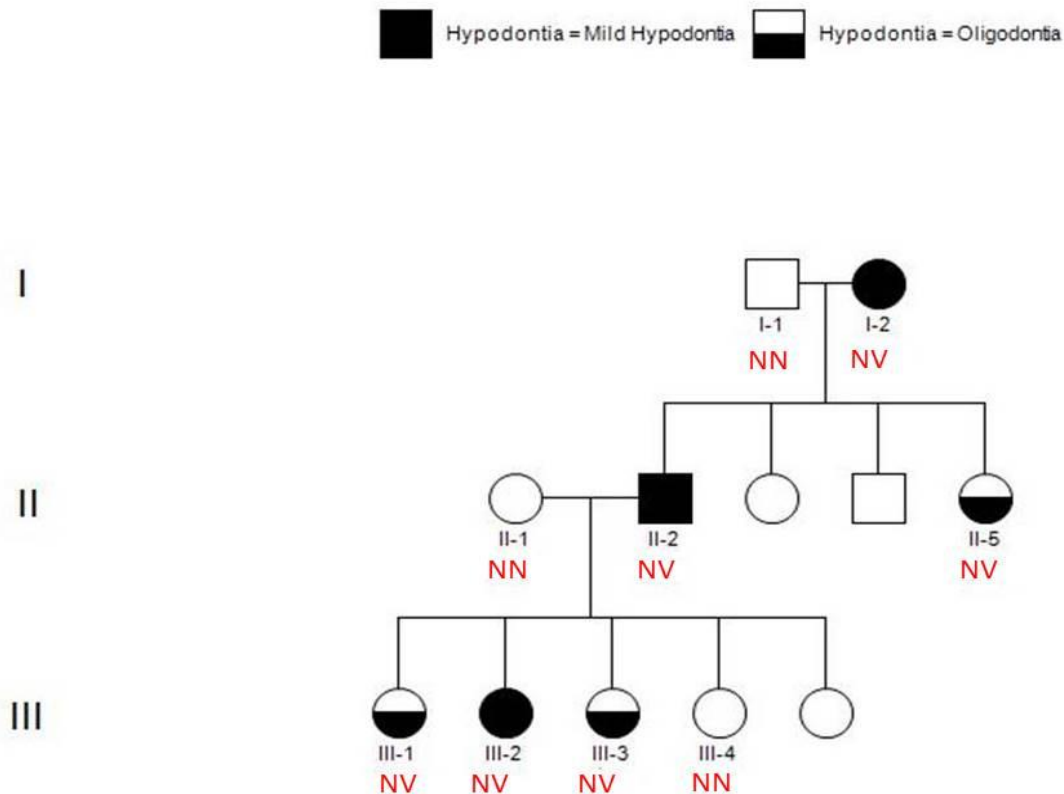 Hypodontia = Mild Hypodontia Hypodontia = Oligodontia
I
I-1 I-2
NN NV
II
II-1 II-2 II-5
NN NV NV
III
III-1 III-2 III-3 III-4
NV NV NV NN